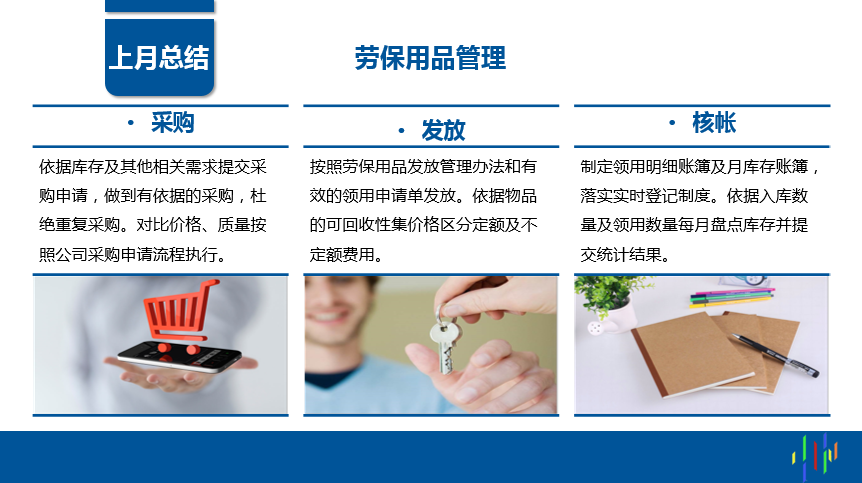 上月总结
劳保用品管理
• 采购
依据库存及其他相关需求提交采
购申请，做到有依据的采购，杜
绝重复采购。对比价格、质量按
照公司采购申请流程执行。
• 发放
按照劳保用品发放管理办法和有
效的领用申请单发放。依据物品
的可回收性集价格区分定额及不
定额费用。
• 核帐
制定领用明细账簿及月库存账簿，
落实实时登记制度。依据入库数
量及领用数量每月盘点库存并提
交统计结果。